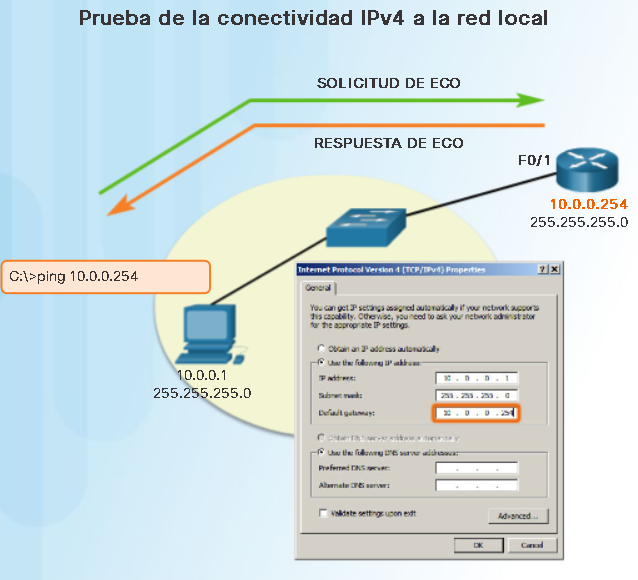 Prueba de la conectividad IPv4 a la red local
SOLICITUD DE ECO
RESPUESTA DE ECO
F0/1
10.0.0.254
255.255.255.0
C:\>ping 10.0.0.254
10.0.0.1
255.255.255.0
Internet Protocol Version 4 (TCP/IPv4) Properties
General
You can get IP settings assigned automatically if your network supports
this capability. Otherwise, you need to ask your network administrator
for the appropriate IP settings.
Obtain an IP address automatically
Use the following IP address:
IP address: 10 . 0 . 0 . 1
Subnet mask: 255 . 255 . 255 . 0
Default gateway: 10 . 0 . 0 . 254
Obtain DNS server address automatically
Use the following DNS server addresses:
Preferred DNS server: . . .
Alternate DNS server: . . .
Validate settings upon exit
Advanced...
OK
Cancel